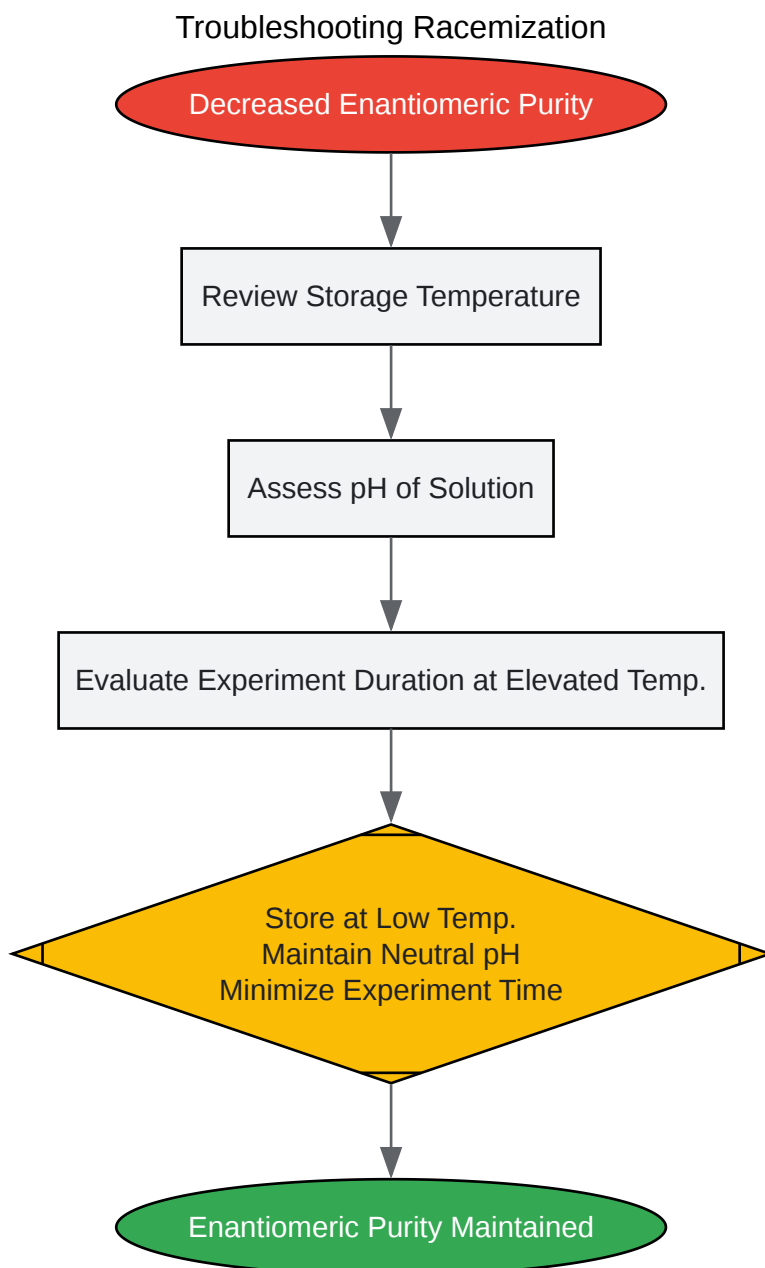 Troubleshooting Racemization
Decreased Enantiomeric Purity
Review Storage Temperature
Assess pH of Solution
Evaluate Experiment Duration at Elevated Temp.
Store at Low Temp.
Maintain Neutral pH
Minimize Experiment Time
Enantiomeric Purity Maintained